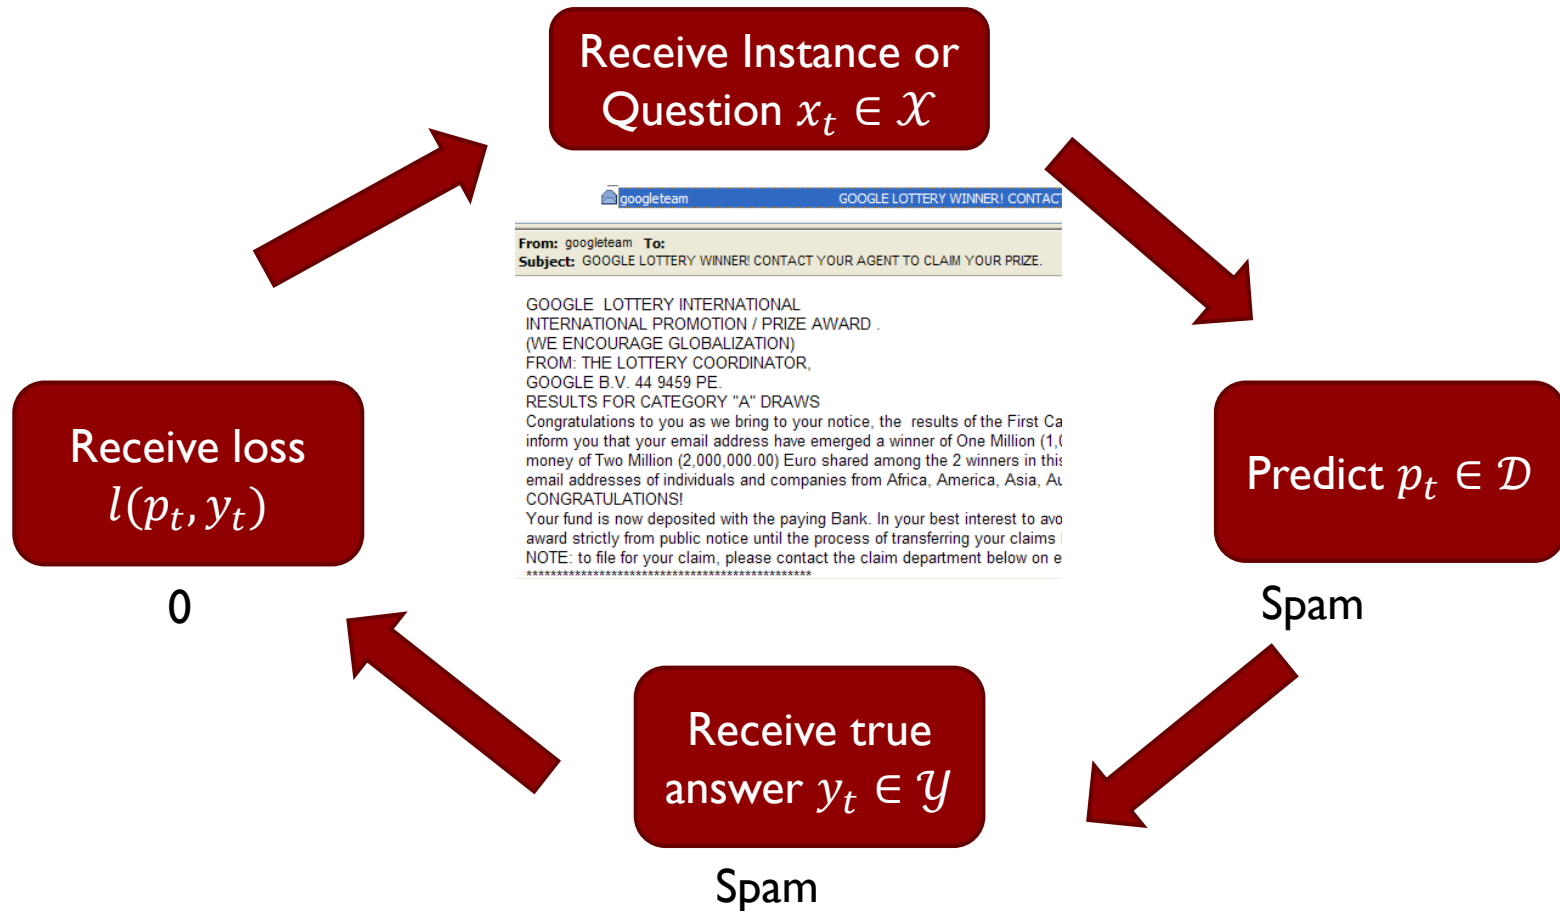 Receive Instance or
Question 𝑥ₜ ∈ 𝒳
googleteam GOOGLE LOTTERY WINNER! CONTACT
From: googleteam To:
Subject: GOOGLE LOTTERY WINNER! CONTACT YOUR AGENT TO CLAIM YOUR PRIZE.
GOOGLE LOTTERY INTERNATIONAL
INTERNATIONAL PROMOTION / PRIZE AWARD .
(WE ENCOURAGE GLOBALIZATION)
FROM: THE LOTTERY COORDINATOR,
GOOGLE B.V. 44 9459 PE.
RESULTS FOR CATEGORY "A" DRAWS
Congratulations to you as we bring to your notice, the results of the First Ca
inform you that your email address have emerged a winner of One Million (1,0
money of Two Million (2,000,000.00) Euro shared among the 2 winners in this
email addresses of individuals and companies from Africa, America, Asia, Au
CONGRATULATIONS!
Your fund is now deposited with the paying Bank. In your best interest to avo
award strictly from public notice until the process of transferring your claims
NOTE: to file for your claim, please contact the claim department below on e
***********************************************
Predict 𝑝ₜ ∈ 𝒟
Spam
Receive true
answer 𝑦ₜ ∈ 𝒴
Spam
Receive loss
𝑙(𝑝ₜ, 𝑦ₜ)
0